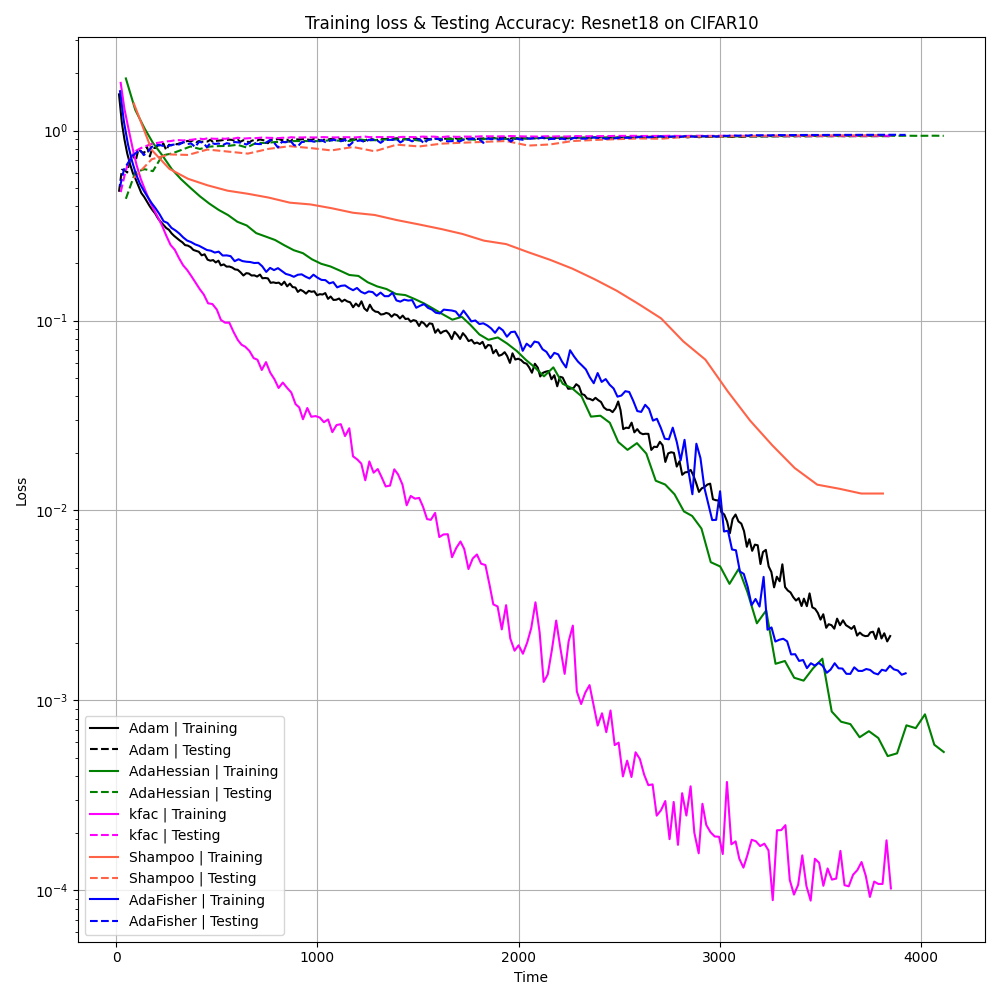 Training loss & Testing Accuracy: Resnet18 on CIFAR10
10⁰
10⁻¹
10⁻²
10⁻³
10⁻⁴
Loss
Adam | Training
Adam | Testing
AdaHessian | Training
AdaHessian | Testing
kfac | Training
kfac | Testing
Shampoo | Training
Shampoo | Testing
AdaFisher | Training
AdaFisher | Testing
0 1000 2000 3000 4000
Time